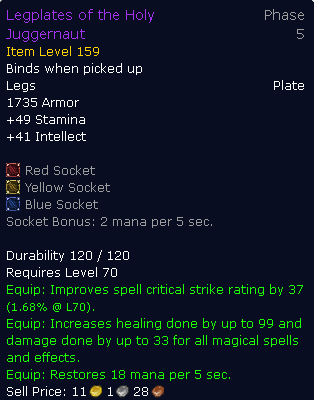 Legplates of the Holy Phase
Juggernaut 5
Item Level 159
Binds when picked up
Legs Plate
1735 Armor
+49 Stamina
+41 Intellect
Red Socket
Yellow Socket
Blue Socket
Socket Bonus: 2 mana per 5 sec.
Durability 120 / 120
Requires Level 70
Equip: Improves spell critical strike rating by 37
(1.68% @ L70).
Equip: Increases healing done by up to 99 and
damage done by up to 33 for all magical spells
and effects.
Equip: Restores 18 mana per 5 sec.
Sell Price: 11 1 28